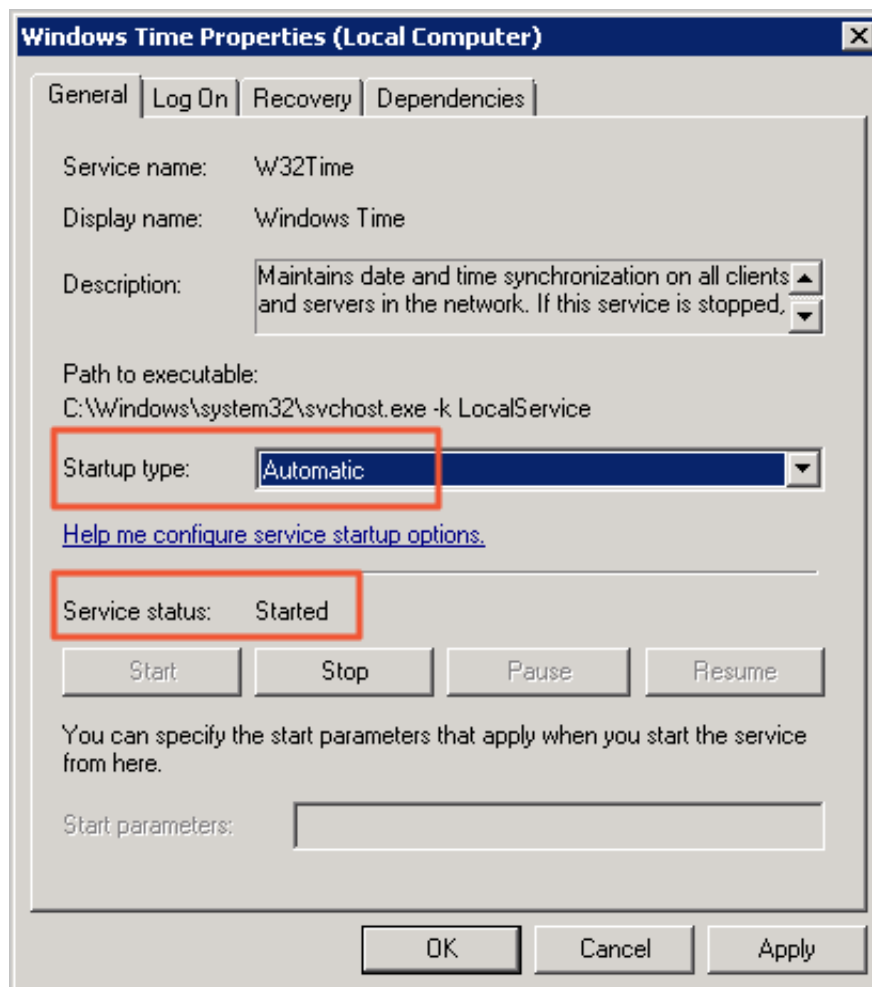 Windows Time Properties (Local Computer)
General Log On Recovery Dependencies
Service name: W32Time
Display name: Windows Time
Description: Maintains date and time synchronization on all clients
and servers in the network. If this service is stopped,
Path to executable:
C:\Windows\system32\svchost.exe -k LocalService
Startup type: Automatic
Help me configure service startup options.
Service status: Started
Start Stop Pause Resume
You can specify the start parameters that apply when you start the service
from here.
Start parameters:
OK Cancel Apply